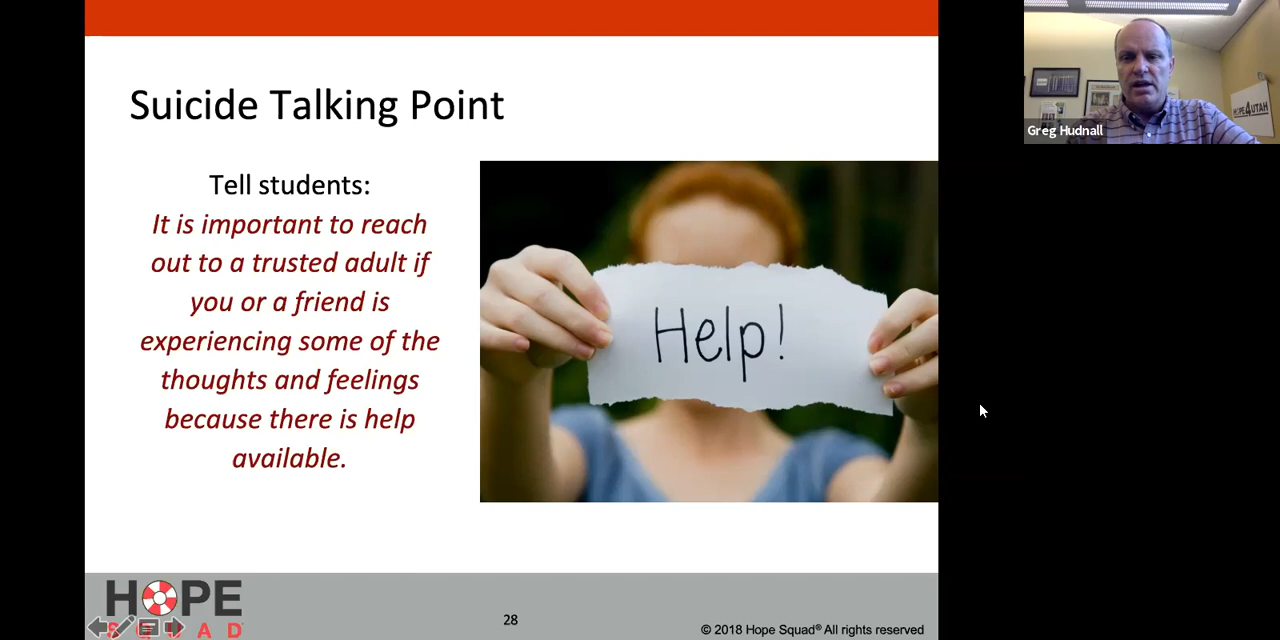 Suicide Talking Point
Tell students:
It is important to reach
out to a trusted adult if
you or a friend is
experiencing some of the
thoughts and feelings
because there is help
available.
Help!
HOPE
SQUAD
28
© 2018 Hope Squad® All rights reserved
Greg Hudnall
HOPE4UTAH